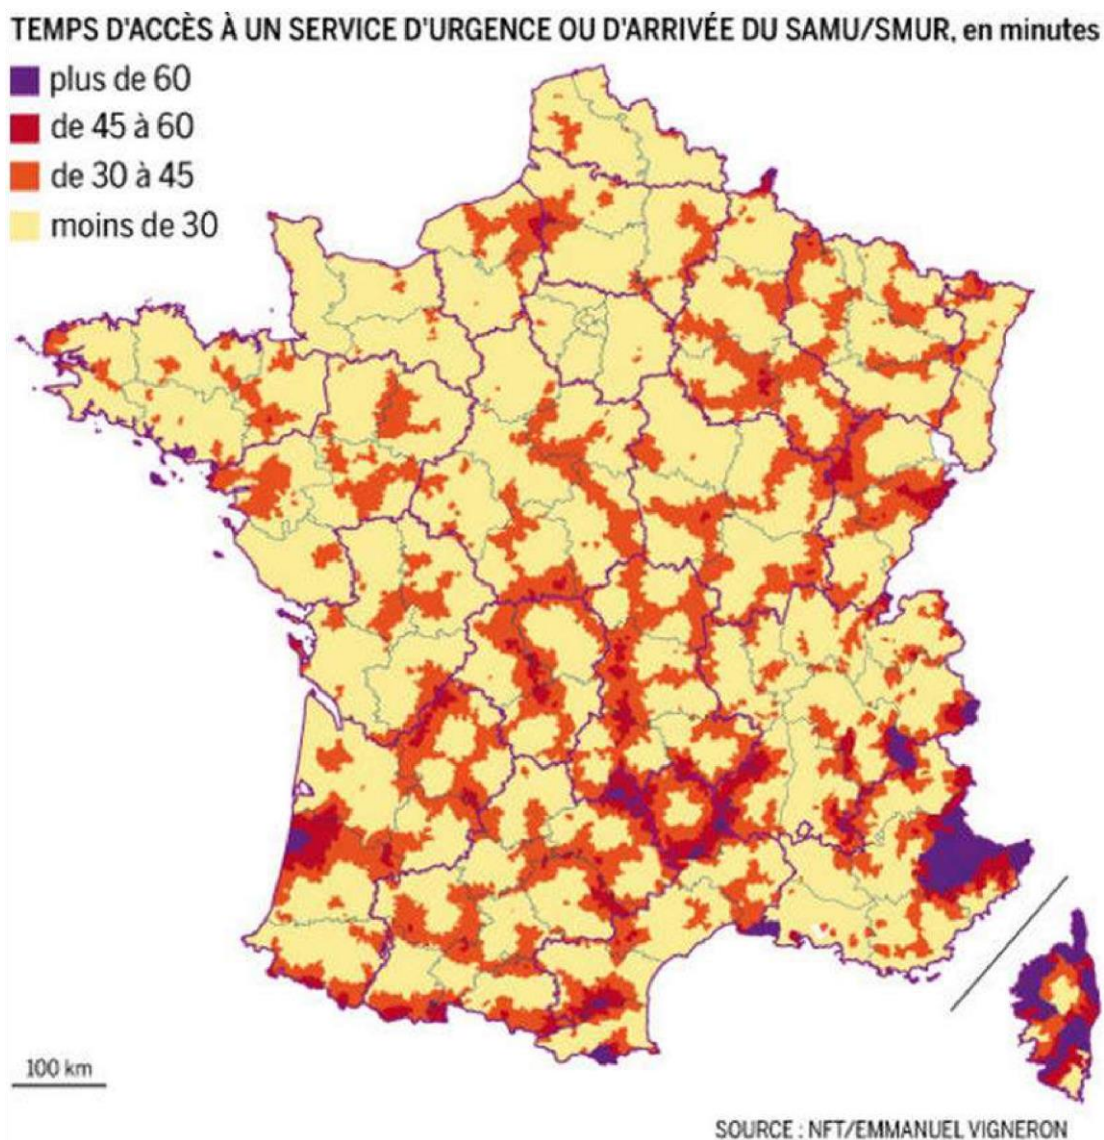 TEMPS D'ACCÈS À UN SERVICE D'URGENCE OU D'ARRIVÉE DU SAMU/SMUR, en minutes
plus de 60
de 45 à 60
de 30 à 45
moins de 30
100 km
SOURCE : NFT/EMMANUEL VIGNERON